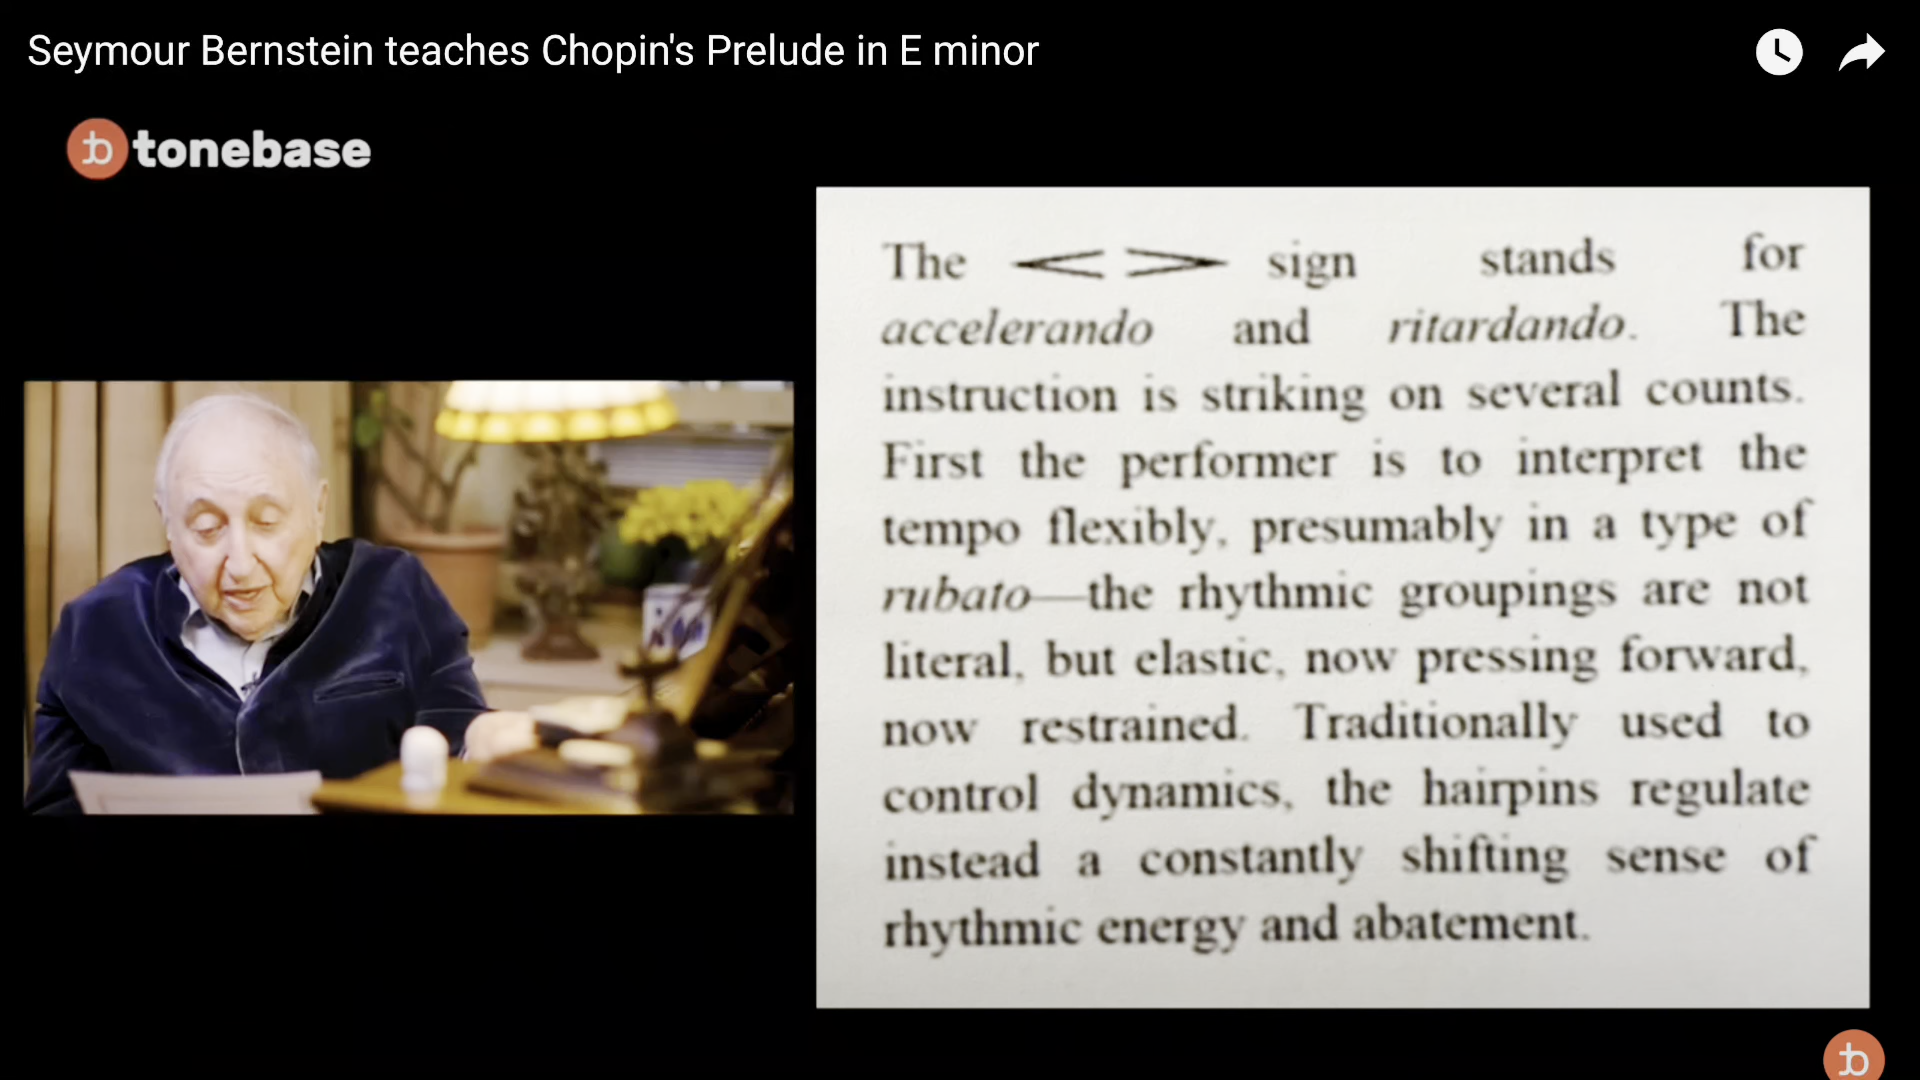 Seymour Bernstein teaches Chopin's Prelude in E minor
tonebase
The < > sign stands for
accelerando and ritardando. The
instruction is striking on several counts.
First the performer is to interpret the
tempo flexibly, presumably in a type of
rubato—the rhythmic groupings are not
literal, but elastic, now pressing forward,
now restrained. Traditionally used to
control dynamics, the hairpins regulate
instead a constantly shifting sense of
rhythmic energy and abatement.